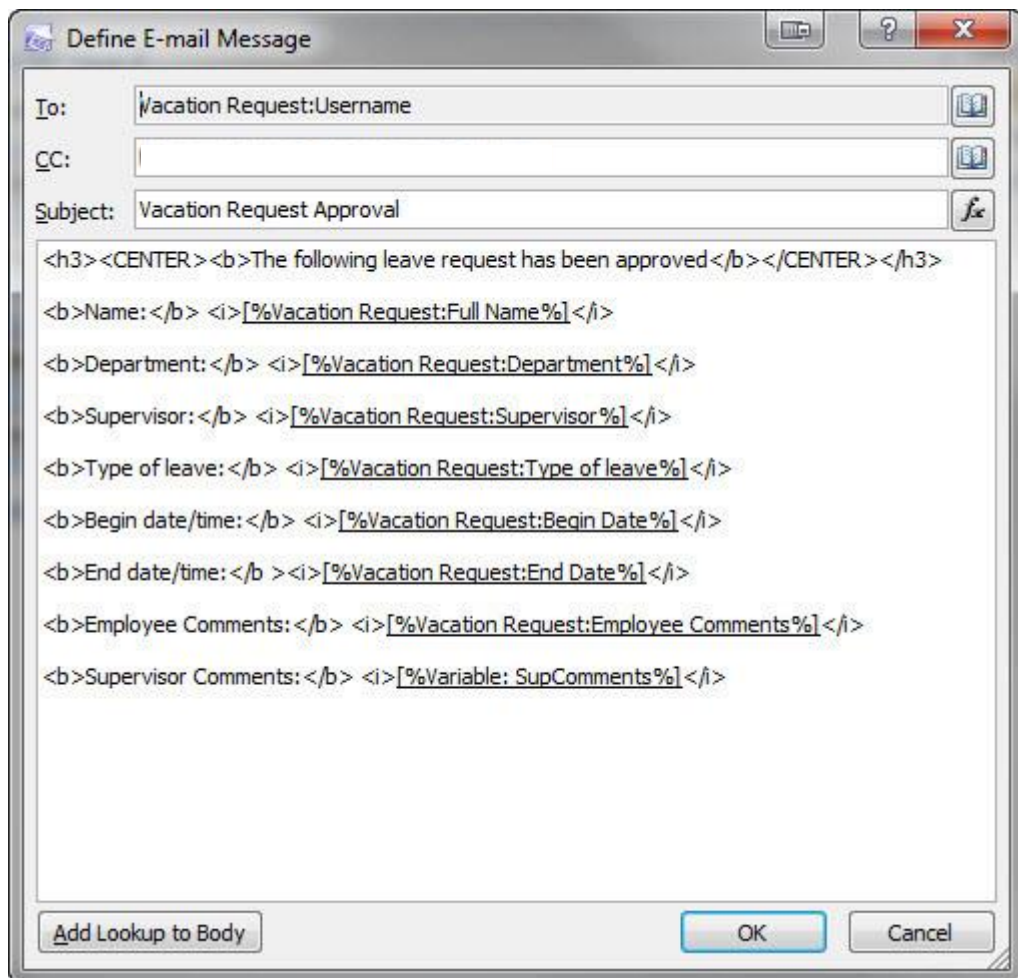 Define E-mail Message
To: Vacation Request:Username
CC:
Subject: Vacation Request Approval
<h3><CENTER><b>The following leave request has been approved</b></CENTER></h3>
<b>Name:</b> <i>[%Vacation Request:Full Name%]</i>
<b>Department:</b> <i>[%Vacation Request:Department%]</i>
<b>Supervisor:</b> <i>[%Vacation Request:Supervisor%]</i>
<b>Type of leave:</b> <i>[%Vacation Request:Type of leave%]</i>
<b>Begin date/time:</b> <i>[%Vacation Request:Begin Date%]</i>
<b>End date/time:</b ><i>[%Vacation Request:End Date%]</i>
<b>Employee Comments:</b> <i>[%Vacation Request:Employee Comments%]</i>
<b>Supervisor Comments:</b> <i>[%Variable: SupComments%]</i>
Add Lookup to Body OK Cancel